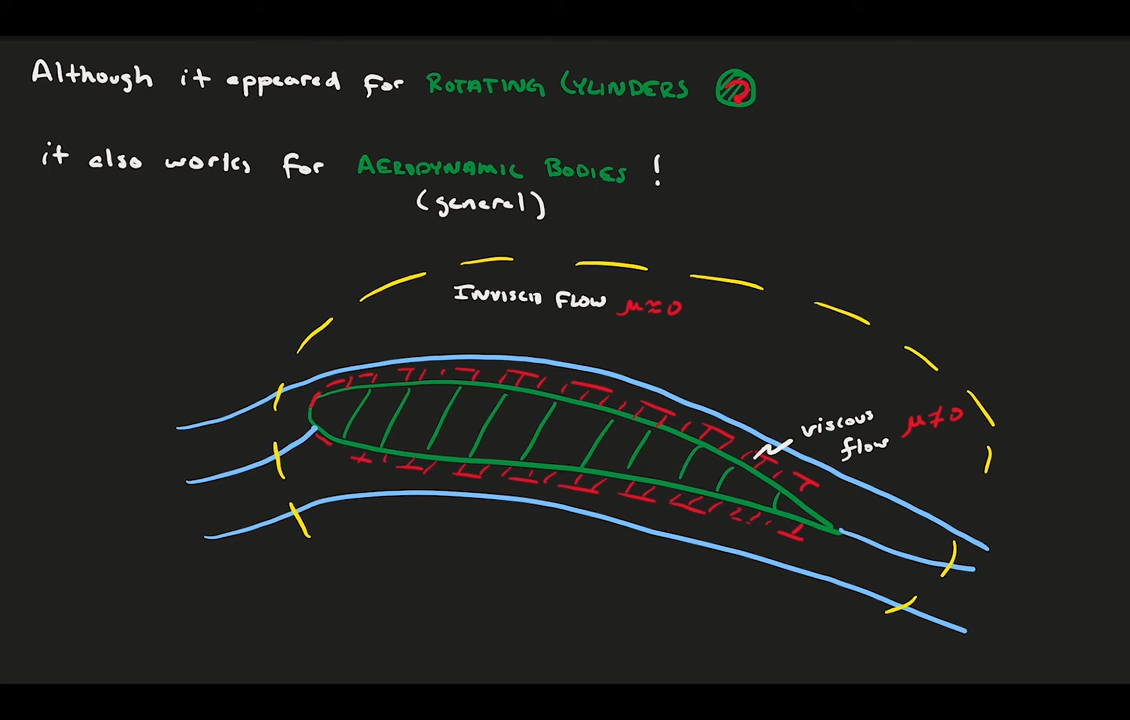 Although it appeared for ROTATING CYLINDERS
it also works for AERODYNAMIC BODIES !
(general)
INVISCID FLOW μ≈0
viscous μ≠0
flow